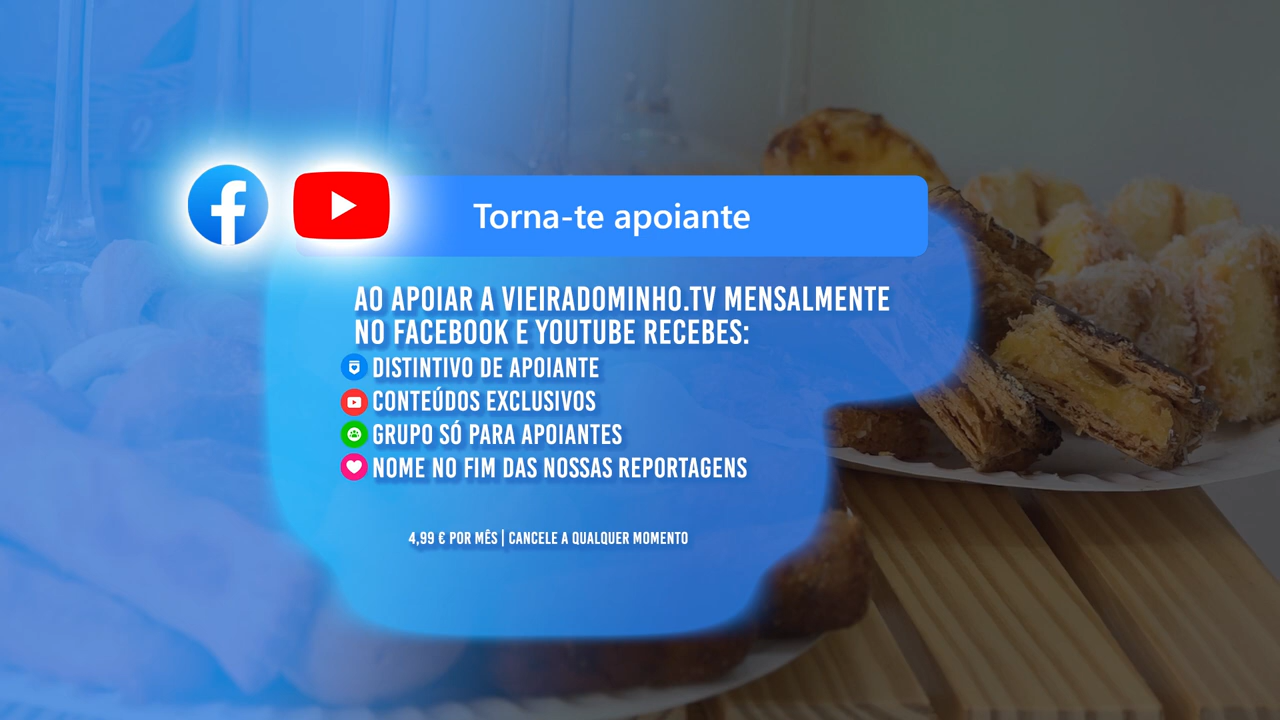 Torna-te apoiante
AO APOIAR A VIEIRADOMINHO.TV MENSALMENTE
NO FACEBOOK E YOUTUBE RECEBES:
DISTINTIVO DE APOIANTE
CONTEÚDOS EXCLUSIVOS
GRUPO SÓ PARA APOIANTES
NOME NO FIM DAS NOSSAS REPORTAGENS
4,99 € POR MÊS | CANCELE A QUALQUER MOMENTO